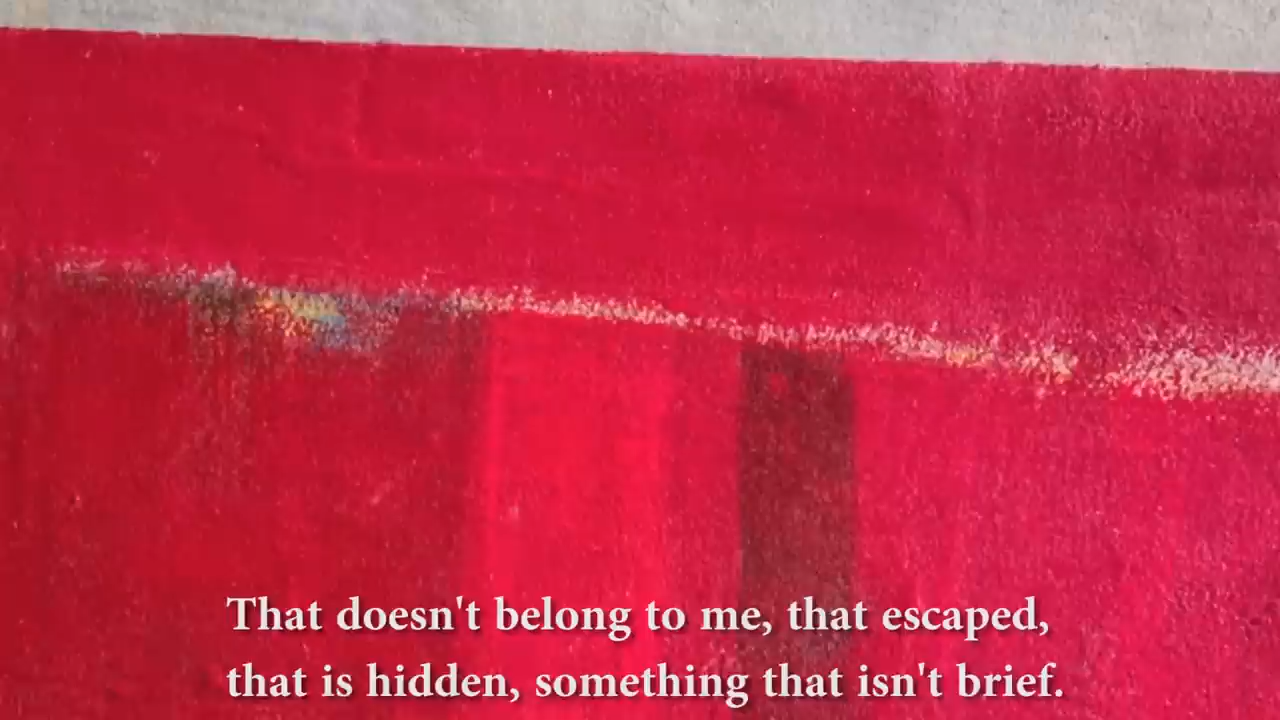 That doesn't belong to me, that escaped,
that is hidden, something that isn't brief.